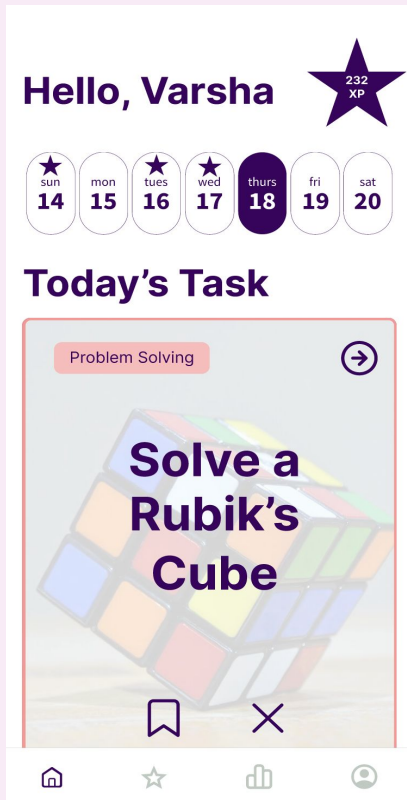 Hello, Varsha
232
XP
sun mon tues wed thurs fri sat
14 15 16 17 18 19 20
Today’s Task
Problem Solving
Solve a
Rubik’s
Cube